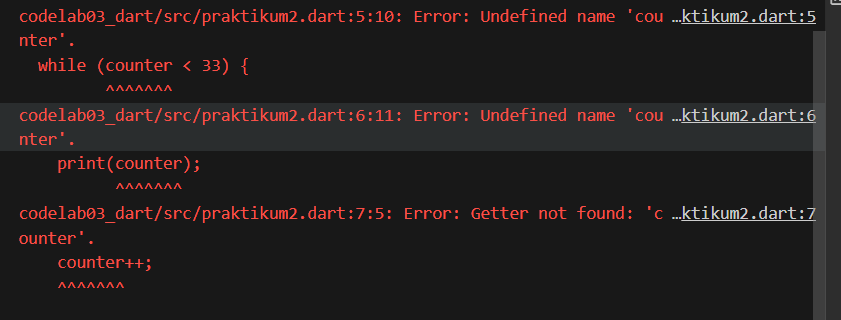 codelab03_dart/src/praktikum2.dart:5:10: Error: Undefined name 'cou …ktikum2.dart:5
nter'.
  while (counter < 33) {
         ^^^^^^^
codelab03_dart/src/praktikum2.dart:6:11: Error: Undefined name 'cou …ktikum2.dart:6
nter'.
    print(counter);
          ^^^^^^^
codelab03_dart/src/praktikum2.dart:7:5: Error: Getter not found: 'c …ktikum2.dart:7
ounter'.
    counter++;
    ^^^^^^^